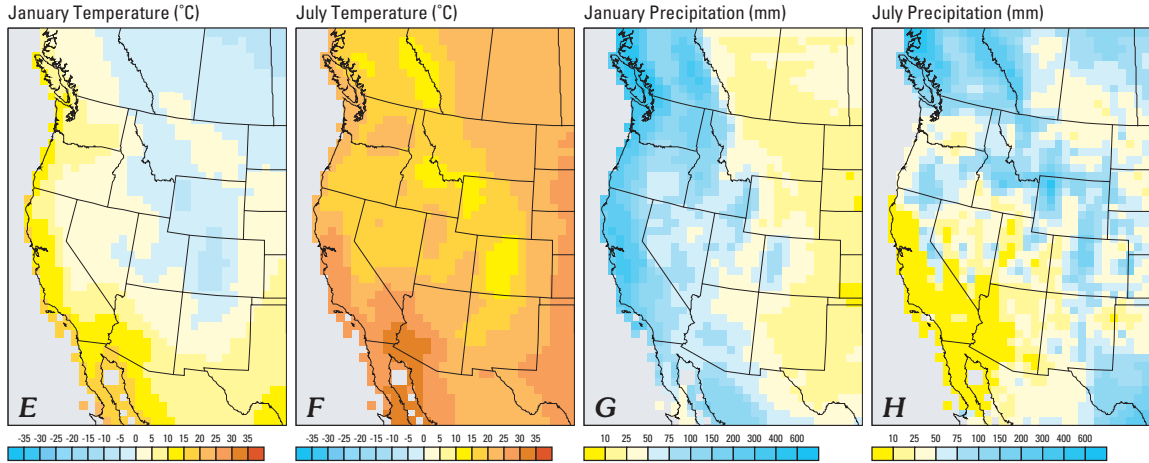 January Temperature (˚C)
July Temperature (˚C)
January Precipitation (mm)
July Precipitation (mm)
E
F
G
H
-35 -30 -25 -20 -15 -10 -5 0 5 10 15 20 25 30 35
-35 -30 -25 -20 -15 -10 -5 0 5 10 15 20 25 30 35
10 25 50 75 100 150 200 300 400 600
10 25 50 75 100 150 200 300 400 600